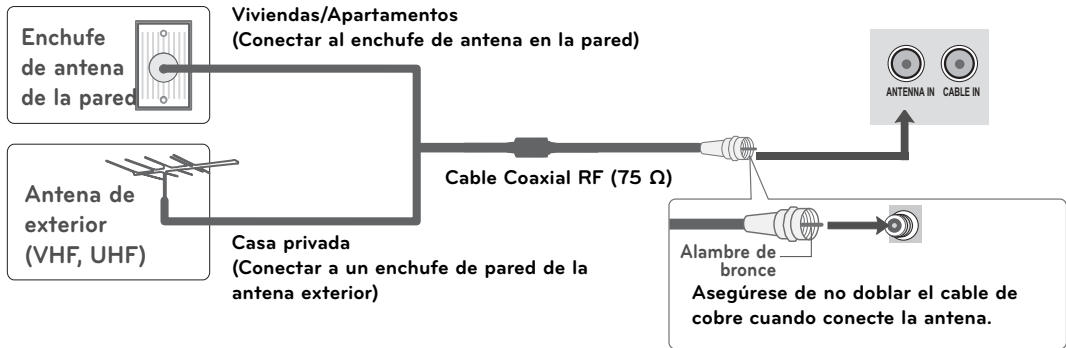 Viviendas/Apartamentos
(Conectar al enchufe de antena en la pared)
Enchufe
de antena
de la pared
ANTENNA IN
CABLE IN
Cable Coaxial RF (75 Ω)
Antena de
exterior
(VHF, UHF)
Casa privada
(Conectar a un enchufe de pared de la
antena exterior)
Alambre de
bronce
Asegúrese de no doblar el cable de
cobre cuando conecte la antena.